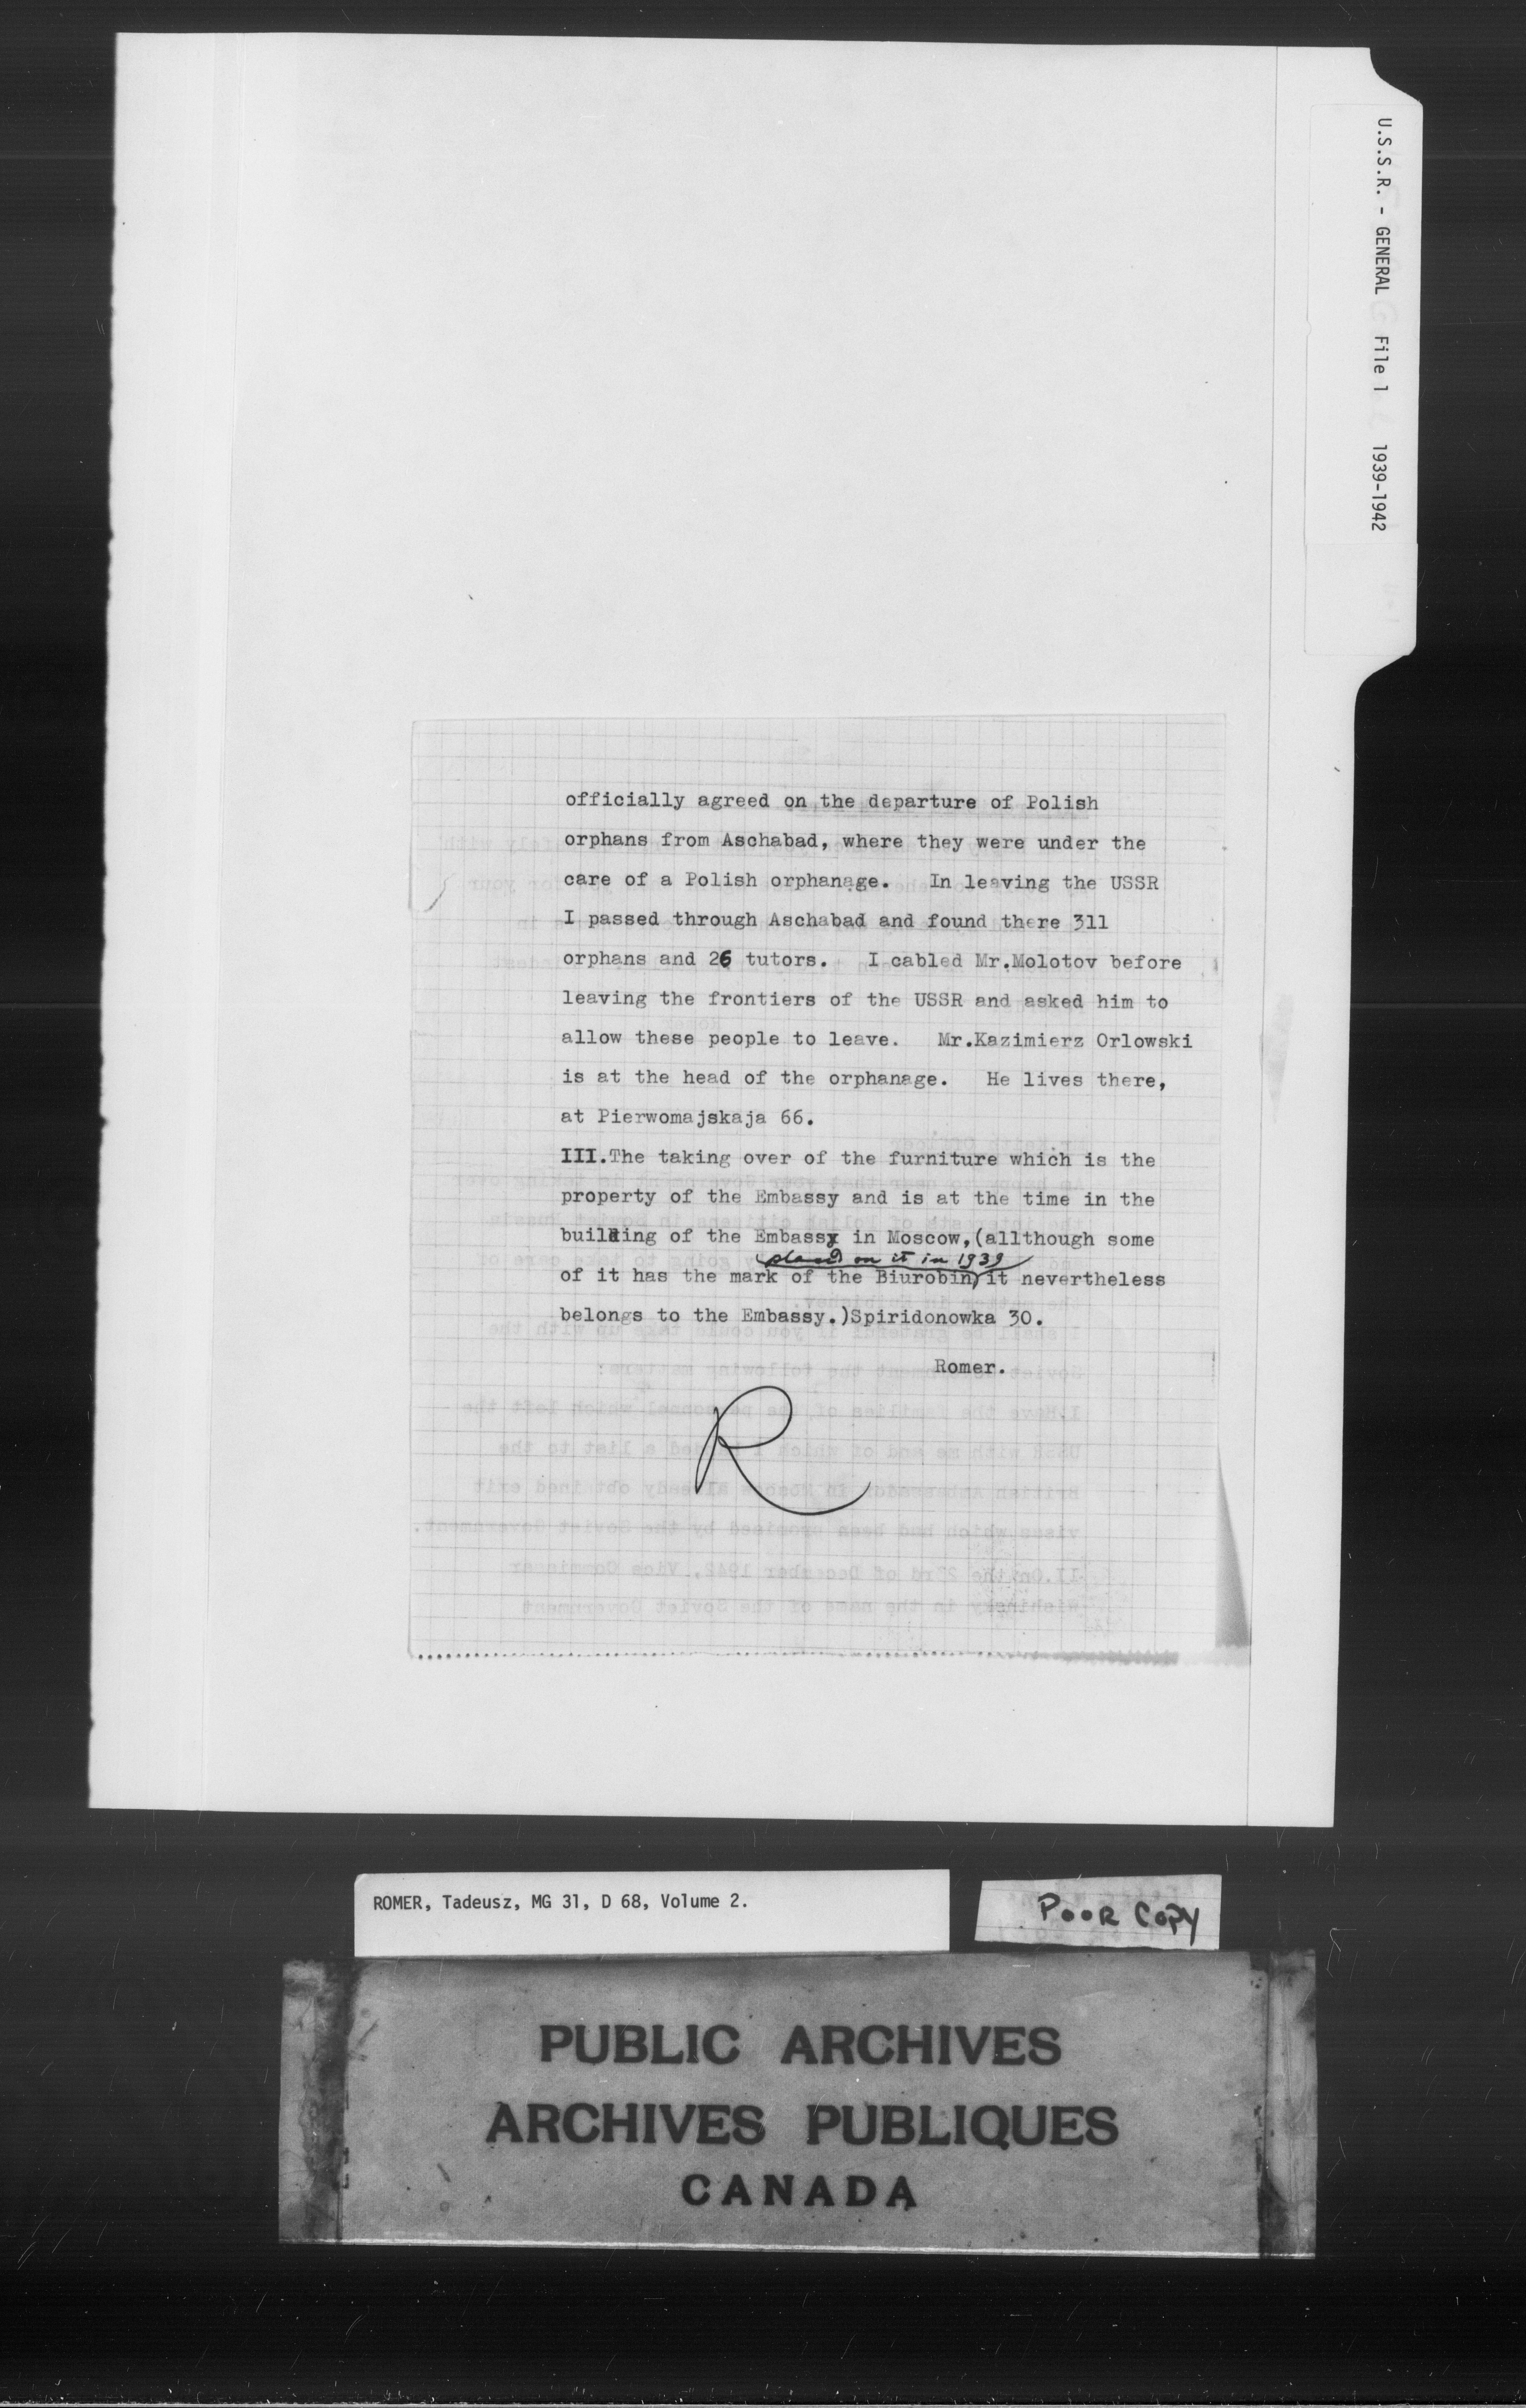 U.S.S.R. - GENERAL File 1 1939-1942
officially agreed on the departure of Polish
orphans from Aschabad, where they were under the
care of a Polish orphanage. In leaving the USSR
I passed through Aschabad and found there 311
orphans and 26 tutors. I cabled Mr.Molotov before
leaving the frontiers of the USSR and asked him to
allow these people to leave. Mr.Kazimierz Orlowski
is at the head of the orphanage. He lives there,
at Pierwomajskaja 66.
III.The taking over of the furniture which is the
property of the Embassy and is at the time in the
building of the Embassy in Moscow,(allthough some
placed on it in 1939
of it has the mark of the Biurobin, it nevertheless
belongs to the Embassy.)Spiridonowka 30.
Romer.
R
ROMER, Tadeusz, MG 31, D 68, Volume 2.
POOR COPY
PUBLIC ARCHIVES
ARCHIVES PUBLIQUES
CANADA